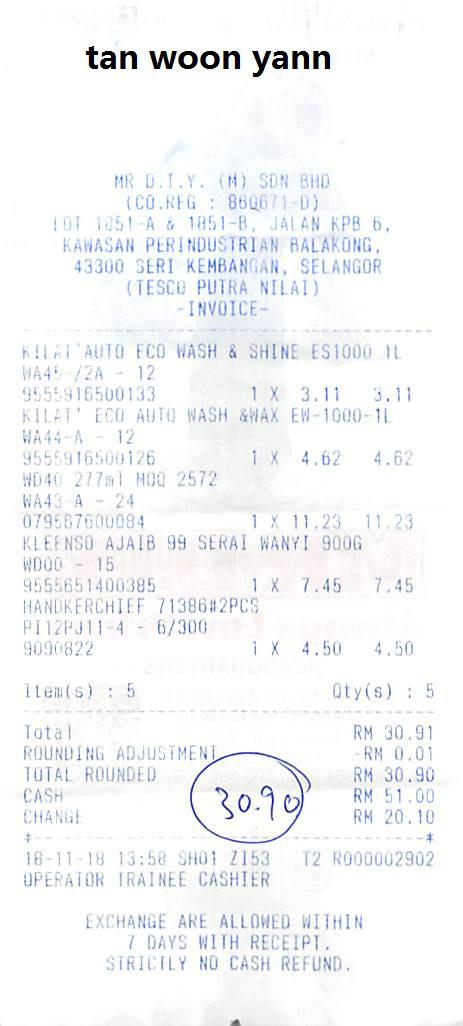 tan woon yann
MR D.I.Y. (M) SDN BHD
(CO.REG : 860671-D)
LOT 1851-A & 1851-B, JALAN KPB 6,
KAWASAN PERINDUSTRIAN BALAKONG,
43300 SERI KEMBANGAN, SELANGOR
(TESCO PUTRA NILAI)
-INVOICE-
KILAT'AUTO ECO WASH & SHINE ES1000 1L
WA45-/2A - 12
9555916500133 1 X 3.11 3.11
KILAT' ECO AUTO WASH &WAX EW-1000-1L
WA44-A - 12
9555916500126 1 X 4.62 4.62
WD40 277ml MOQ 2572
WA43-A - 24
079567600084 1 X 11.23 11.23
KLEENSO AJAIB 99 SERAI WANYI 900G
WD00 - 15
9555651400385 1 X 7.45 7.45
HANDKERCHIEF 71386#2PCS
PI12PJ11-4 - 6/300
9090822 1 X 4.50 4.50
Item(s) : 5 Qty(s) : 5
Total RM 30.91
ROUNDING ADJUSTMENT -RM 0.01
TOTAL ROUNDED RM 30.90
CASH RM 51.00
30.90
CHANGE RM 20.10
18-11-18 13:58 SH01 ZI53 T2 R000002902
OPERATOR TRAINEE CASHIER
EXCHANGE ARE ALLOWED WITHIN
7 DAYS WITH RECEIPT.
STRICTLY NO CASH REFUND.